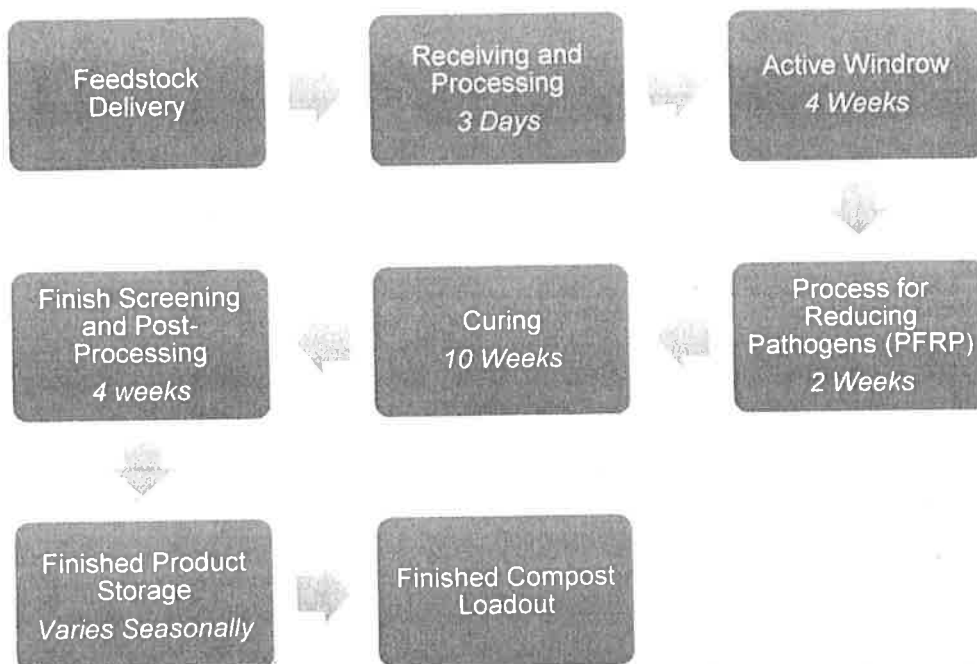 Feedstock
Delivery
Receiving and
Processing
3 Days
Active Windrow
4 Weeks
Process for
Reducing
Pathogens (PFRP)
2 Weeks
Curing
10 Weeks
Finish Screening
and Post-
Processing
4 weeks
Finished Product
Storage
Varies Seasonally
Finished Compost
Loadout